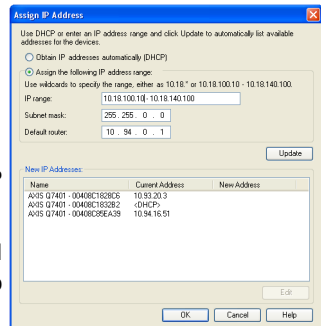 Assign IP Address
Use DHCP or enter an IP address range and click Update to automatically list available
addresses for the devices.
Obtain IP addresses automatically (DHCP)
Assign the following IP address range:
Use wildcards to specify the range, either as 10.18.* or 10.18.100.10 - 10.18.140.100.
IP range: 10.18.100.10 - 10.18.140.100
Subnet mask: 255 . 255 . 0 . 0
Default router: 10 . 94 . 0 . 1
Update
New IP Addresses:
Name Current Address New Address
AXIS Q7401 - 00408C1828C6 10.93.20.3
AXIS Q7401 - 00408C1832B2 <DHCP>
AXIS Q7401 - 00408C85EA39 10.94.16.51
Edit
OK Cancel Help